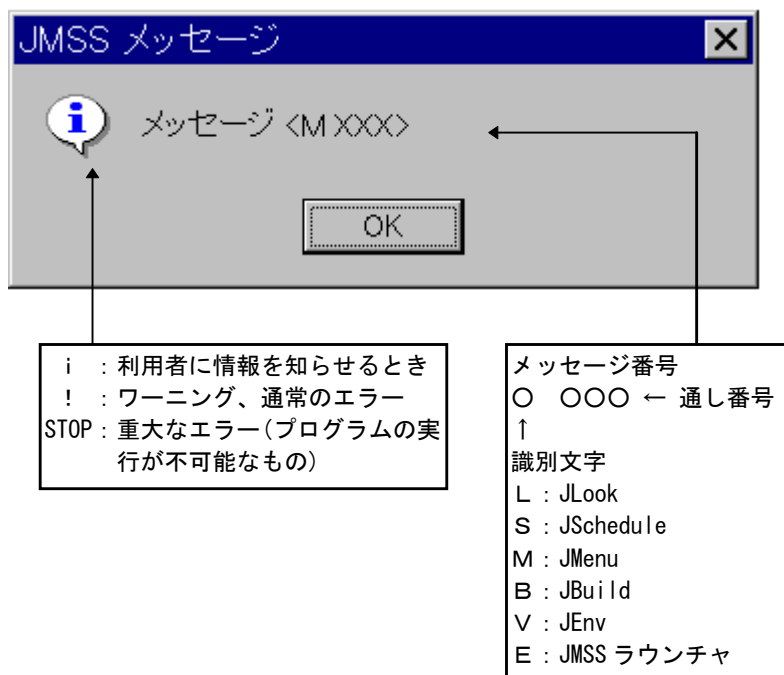 JMSS メッセージ
メッセージ <M XXX>
OK
i : 利用者に情報を知らせるとき
! : ワーニング、通常のエラー
STOP : 重大なエラー(プログラムの実
行が不可能なもの)
メッセージ番号
○ ○○○ ← 通し番号
↑
識別文字
L : JLook
S : JSchedule
M : JMenu
B : JBuild
V : JEnv
E : JMSS ラウンチャ